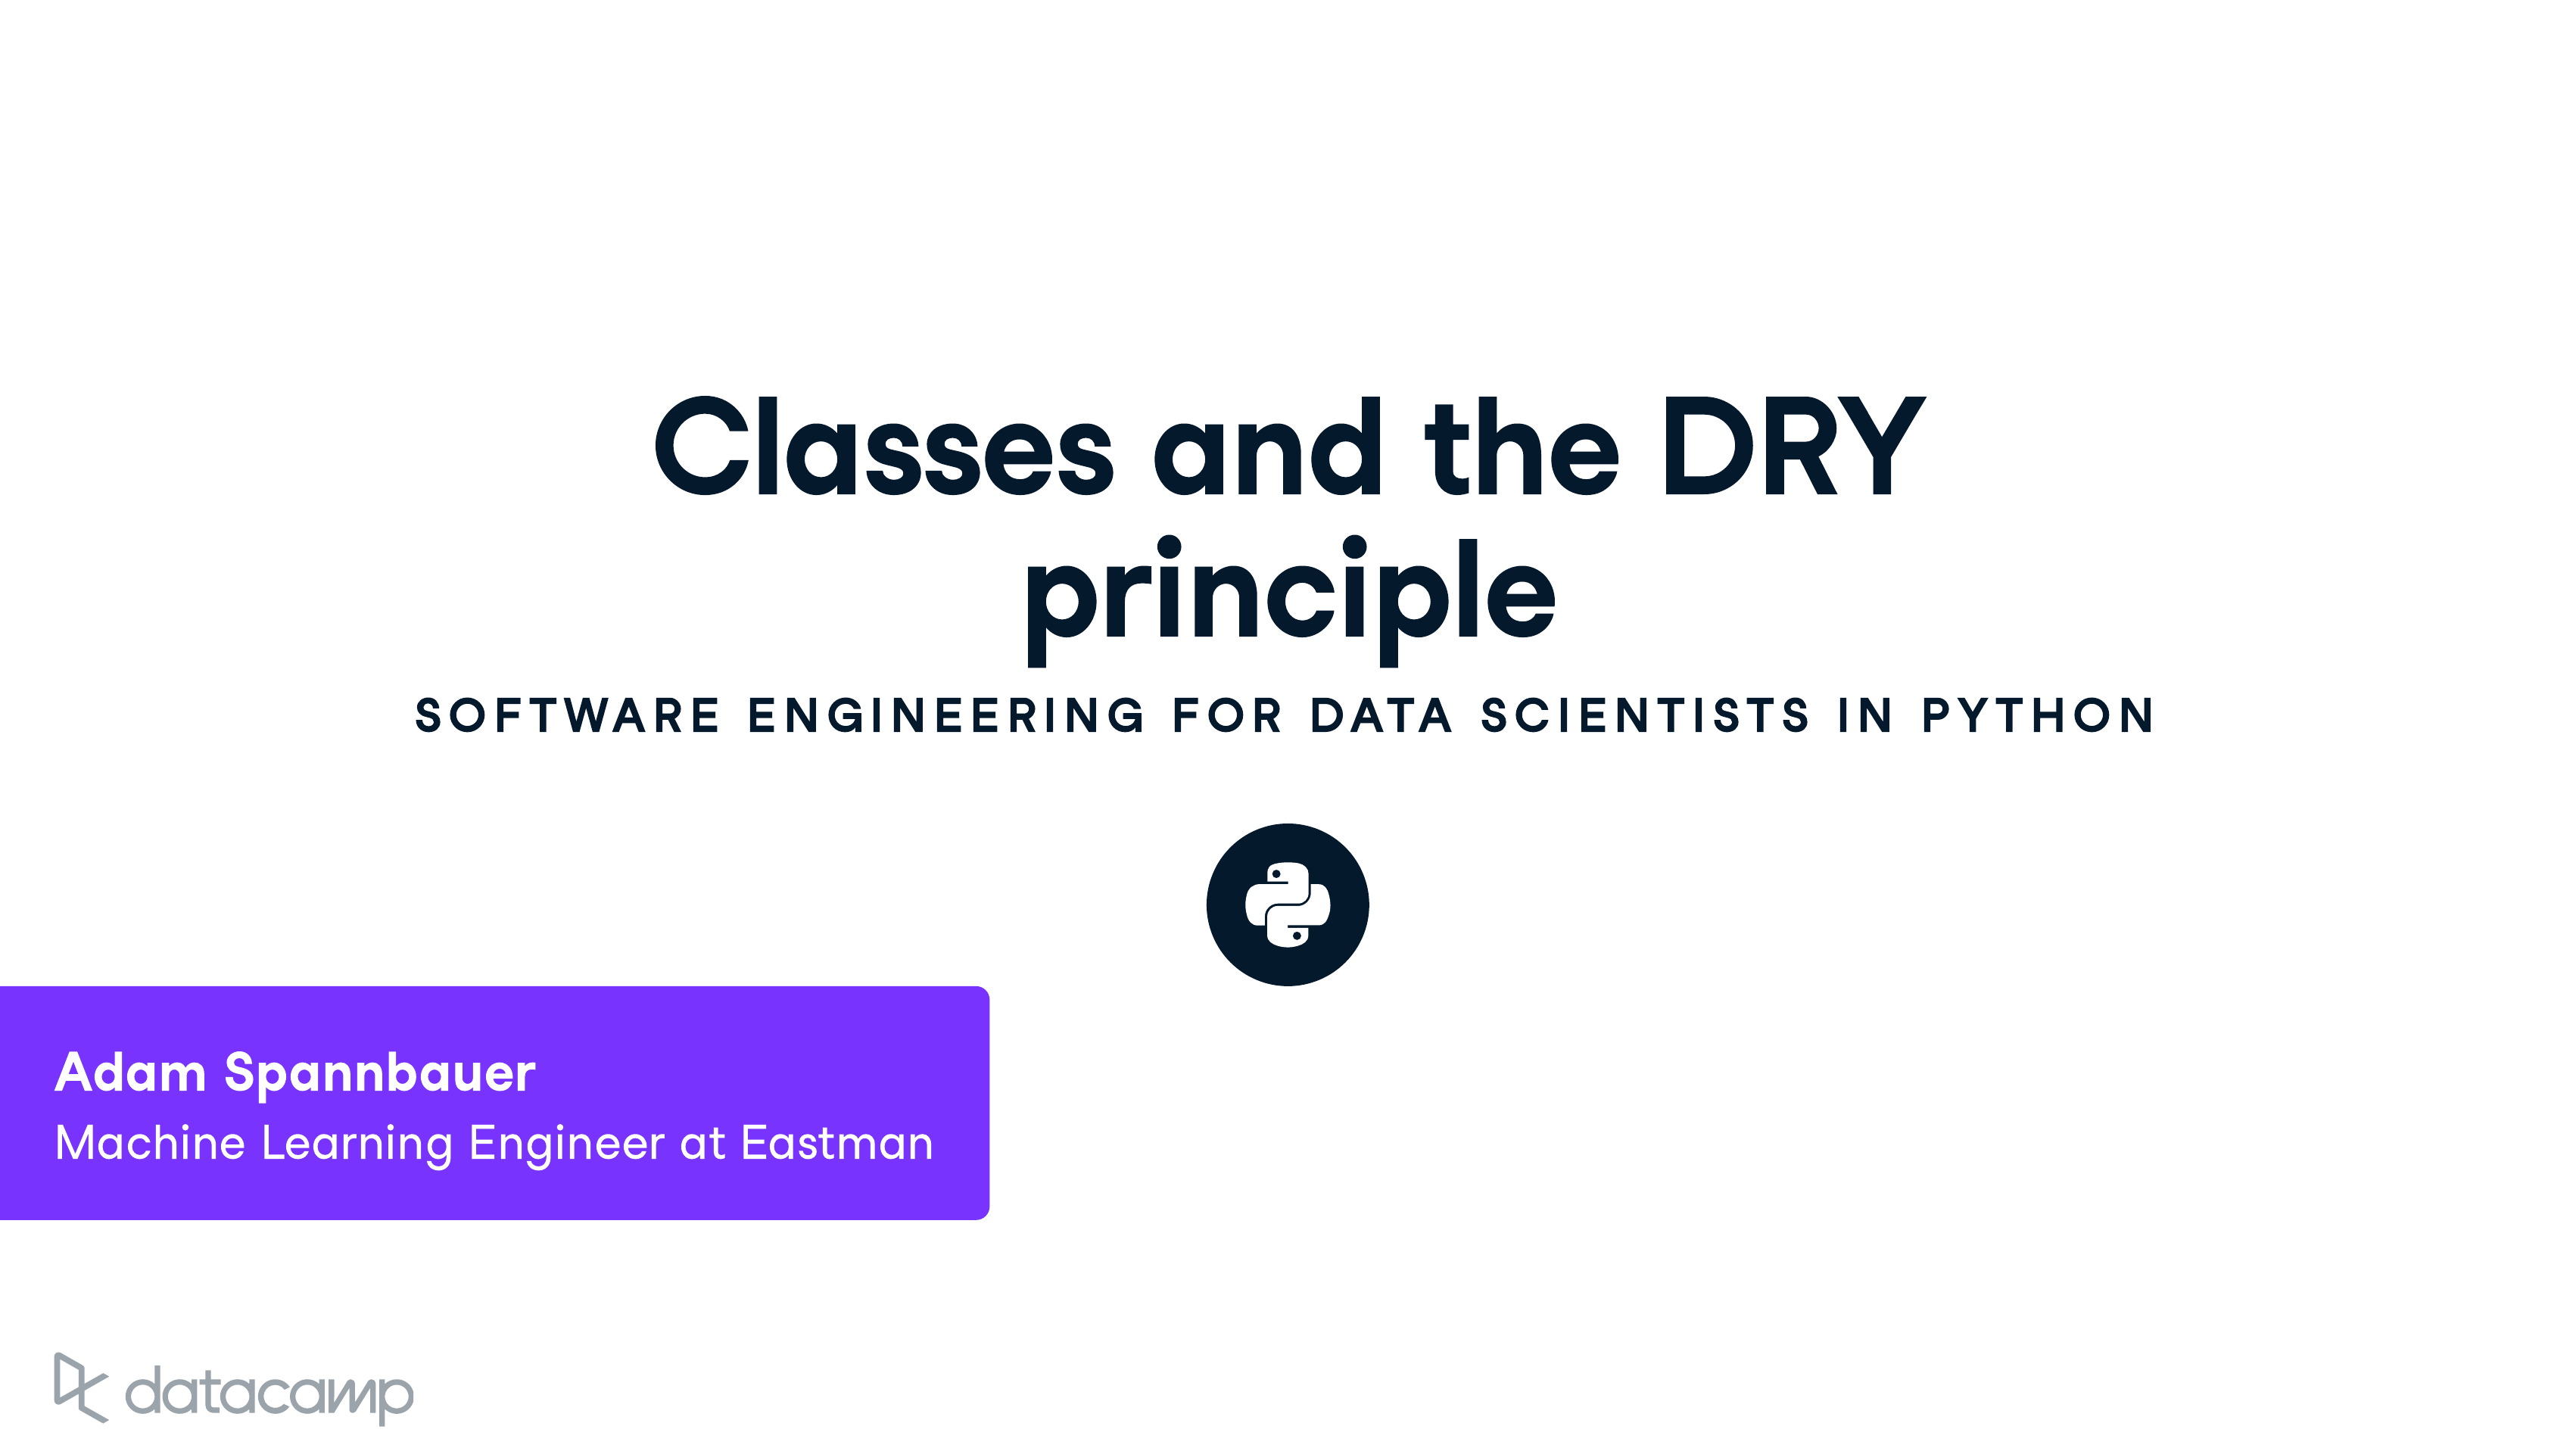 Classes and the DRY
principle
SOFTWARE ENGINEERING FOR DATA SCIENTISTS IN PYTHON
Adam Spannbauer
Machine Learning Engineer at Eastman
datacamp